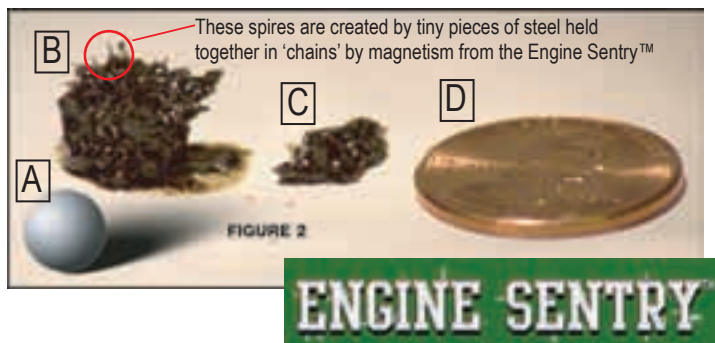 These spires are created by tiny pieces of steel held
together in ‘chains’ by magnetism from the Engine Sentry™
B
C
D
A
FIGURE 2
ENGINE SENTRY™